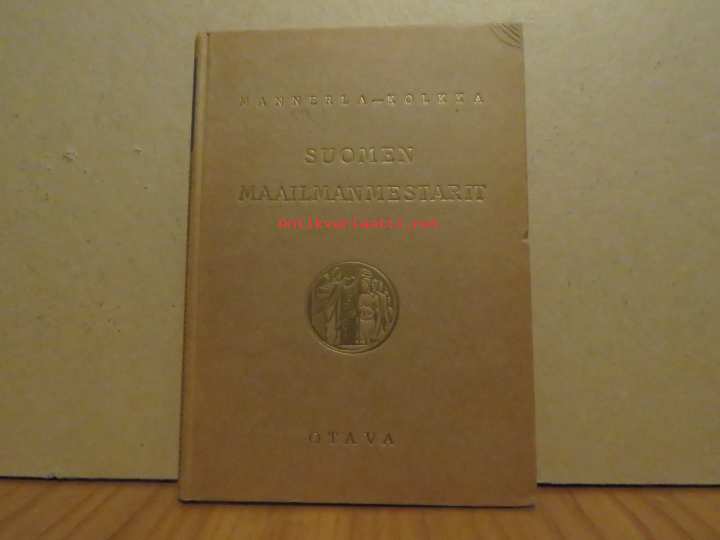 MANNERLA—KOLKKA
SUOMEN
MAAILMANMESTARIT
Antikvariaatti.com
OTAVA